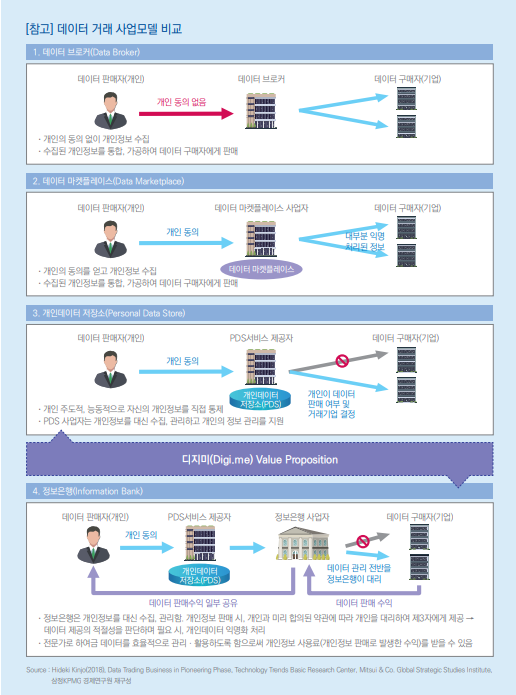 [참고] 데이터 거래 사업모델 비교
1. 데이터 브로커(Data Broker)
데이터 판매자(개인)
데이터 브로커
데이터 구매자(기업)
개인 동의 없음
· 개인의 동의 없이 개인정보 수집
· 수집된 개인정보를 통합, 가공하여 데이터 구매자에게 판매
2. 데이터 마켓플레이스(Data Marketplace)
데이터 판매자(개인)
데이터 마켓플레이스 사업자
데이터 구매자(기업)
개인 동의
대부분 익명
처리된 정보
데이터 마켓플레이스
· 개인의 동의를 얻고 개인정보 수집
· 수집된 개인정보를 통합, 가공하여 데이터 구매자에게 판매
3. 개인데이터 저장소(Personal Data Store)
데이터 판매자(개인)
PDS서비스 제공자
데이터 구매자(기업)
개인 동의
개인데이터
저장소(PDS)
개인이 데이터
판매 여부 및
거래기업 결정
· 개인 주도적, 능동적으로 자신의 개인정보를 직접 통제
· PDS 사업자는 개인정보를 대신 수집, 관리하고 개인의 정보 관리를 지원
디지미(Digi.me) Value Proposition
4. 정보은행(Information Bank)
데이터 판매자(개인)
PDS서비스 제공자
정보은행 사업자
데이터 구매자(기업)
개인 동의
개인데이터
저장소(PDS)
데이터 관리 전반을
정보은행이 대리
데이터 판매수익 일부 공유
데이터 판매 수익
· 정보은행은 개인정보를 대신 수집, 관리함. 개인정보 판매 시, 개인과 미리 합의된 약관에 따라 개인을 대리하여 제3자에게 제공 →
데이터 제공의 적절성을 판단하며 필요 시, 개인데이터 익명화 처리
· 전문가로 하여금 데이터를 효율적으로 관리 · 활용하도록 함으로써 개인정보 사용료(개인정보 판매로 발생한 수익)를 받을 수 있음
Source : Hideki Kinjo(2018), Data Trading Business in Pioneering Phase, Technology Trends Basic Research Center, Mitsui & Co. Global Strategic Studies Institute,
삼정KPMG 경제연구원 재구성